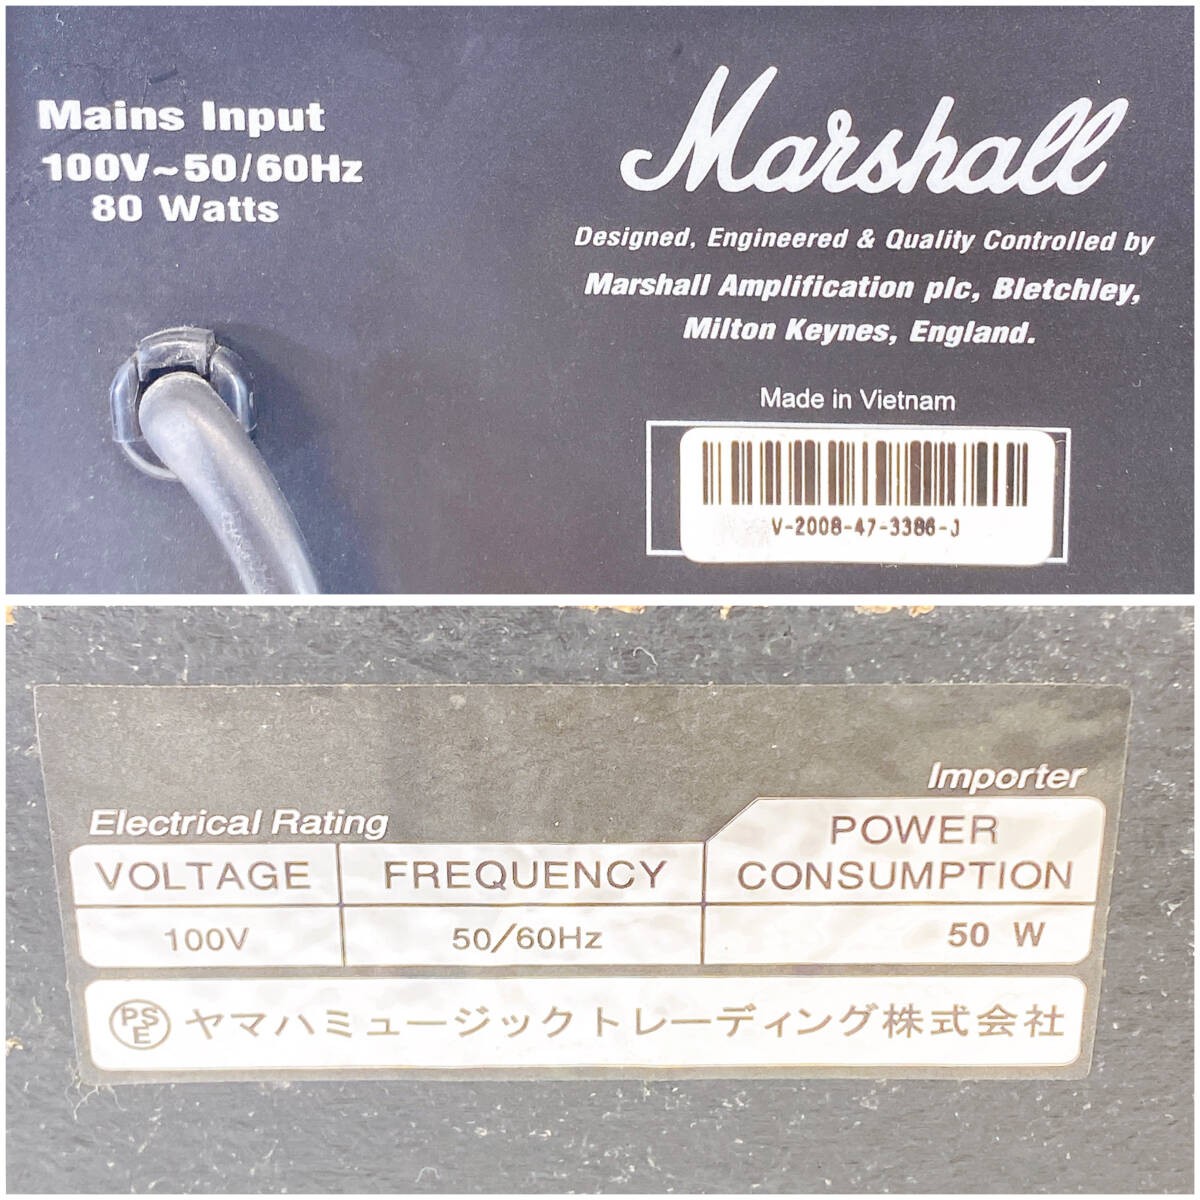 Mains Input
100V~50/60Hz
80 Watts
Marshall
Designed, Engineered & Quality Controlled by
Marshall Amplification plc, Bletchley,
Milton Keynes, England.
Made in Vietnam
V-2008-47-3386-J
Importer
Electrical Rating
VOLTAGE FREQUENCY POWER CONSUMPTION
100V 50/60Hz 50 W
PSE ヤマハミュージックトレーディング株式会社